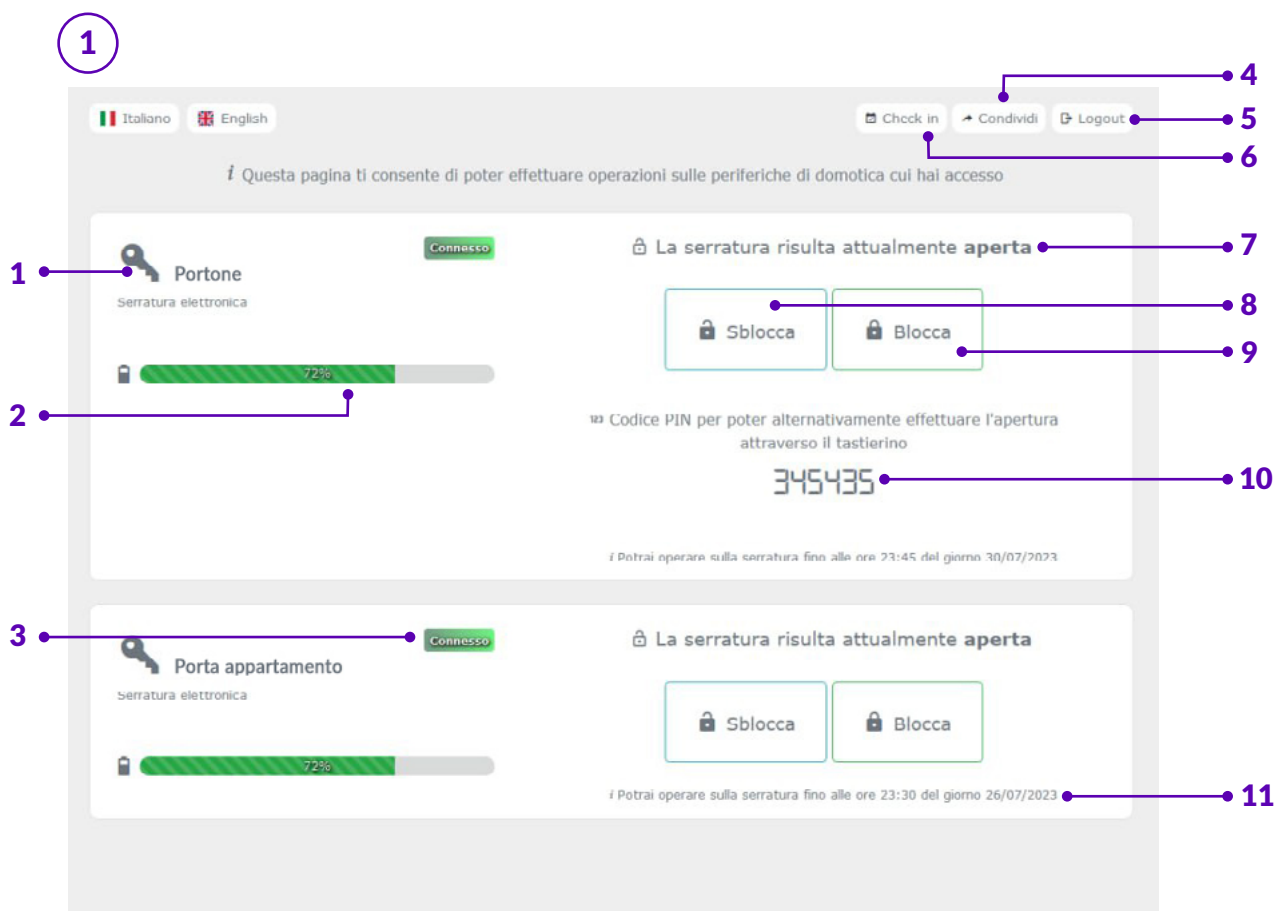 1
4
Italiano English Check in Condividi Logout 5
6
i Questa pagina ti consente di poter effettuare operazioni sulle periferiche di domotica cui hai accesso
Connesso La serratura risulta attualmente aperta 7
1 Portone
Serratura elettronica
8
Sblocca Blocca
9
72%
2
123 Codice PIN per poter alternativamente effettuare l'apertura
attraverso il tastierino
345435 10
i Potrai operare sulla serratura fino alle ore 23:45 del giorno 30/07/2023
3 Connesso La serratura risulta attualmente aperta
Porta appartamento
Serratura elettronica
Sblocca Blocca
72%
i Potrai operare sulla serratura fino alle ore 23:30 del giorno 26/07/2023 11